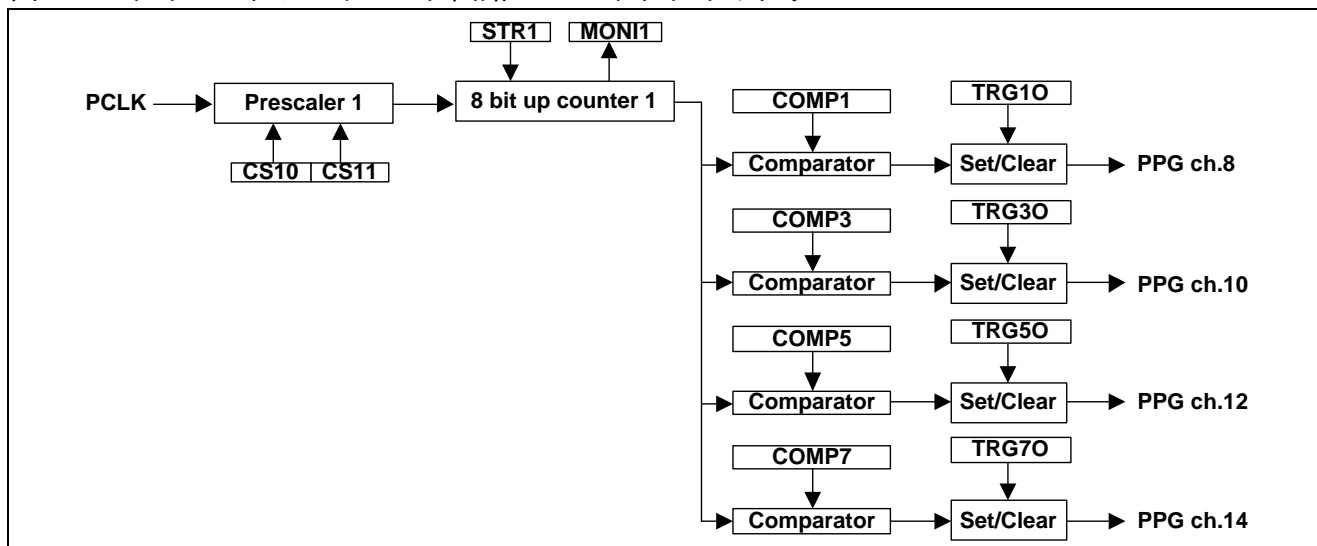 STR1 MONI1
PCLK Prescaler 1 8 bit up counter 1
CS10 CS11
COMP1 TRG1O
Comparator Set/Clear PPG ch.8
COMP3 TRG3O
Comparator Set/Clear PPG ch.10
COMP5 TRG5O
Comparator Set/Clear PPG ch.12
COMP7 TRG7O
Comparator Set/Clear PPG ch.14